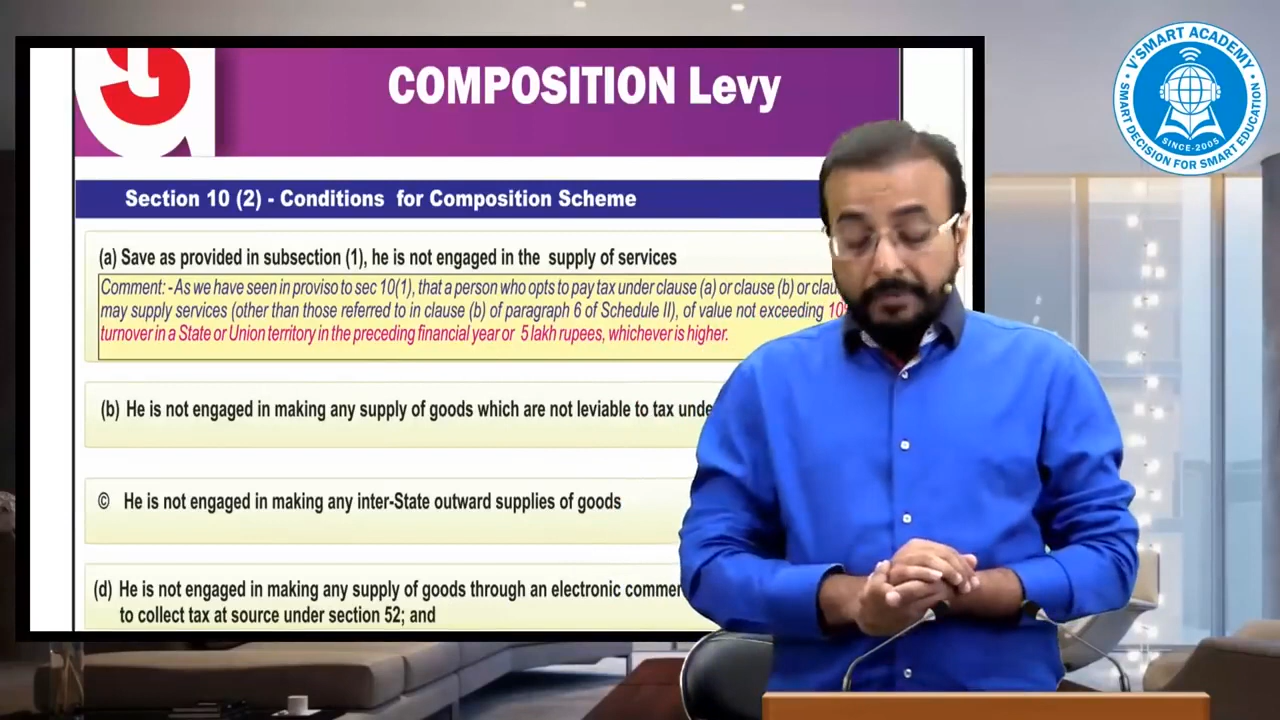 COMPOSITION Levy
Section 10 (2) - Conditions for Composition Scheme
(a) Save as provided in subsection (1), he is not engaged in the supply of services
Comment: - As we have seen in proviso to sec 10(1), that a person who opts to pay tax under clause (a) or clause (b) or
may supply services (other than those referred to in clause (b) of paragraph 6 of Schedule II), of value not exceeding
turnover in a State or Union territory in the preceding financial year or 5 lakh rupees, whichever is higher.
(b) He is not engaged in making any supply of goods which are not leviable to tax
© He is not engaged in making any inter-State outward supplies of goods
(d) He is not engaged in making any supply of goods through an electronic
to collect tax at source under section 52; and
V'SMART ACADEMY
SMART DECISION FOR SMART EDUCATION
SINCE-2005